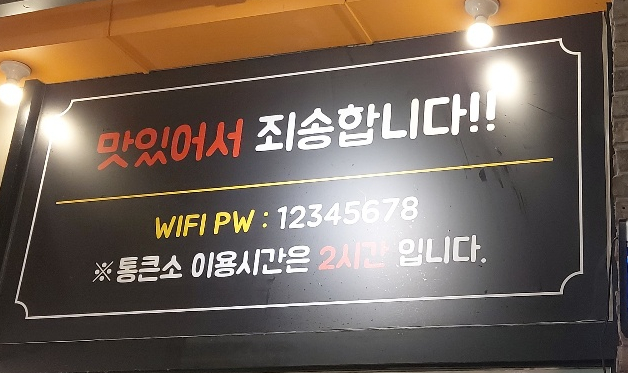 맛있어서 죄송합니다!!
WIFI PW : 12345678
※ 통큰소 이용시간은 2시간 입니다.